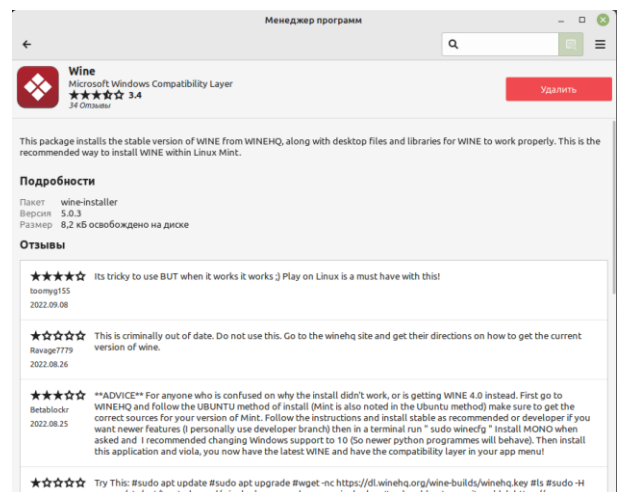 Менеджер программ
Wine
Microsoft Windows Compatibility Layer
3.4
34 Отзывы
Удалить
This package installs the stable version of WINE from WINEHQ, along with desktop files and libraries for WINE to work properly. This is the
recommended way to install WINE within Linux Mint.
Подробности
Пакет wine-installer
Версия 5.0.3
Размер 8,2 кБ освобождено на диске
Отзывы
Its tricky to use BUT when it works it works ;) Play on Linux is a must have with this!
toomyg155
2022.09.08
This is criminally out of date. Do not use this. Go to the winehq site and get their directions on how to get the current
Ravage7779 version of wine.
2022.08.26
**ADVICE** For anyone who is confused on why the install didn't work, or is getting WINE 4.0 instead. First go to
Betablockr WINEHQ and follow the UBUNTU method of install (Mint is also noted in the Ubuntu method) make sure to get the
2022.08.25 correct sources for your version of Mint. Follow the instructions and install stable as recommended or developer if you
want newer features (I personally use developer branch) then in a terminal run " sudo winecfg " Install MONO when
asked and I recommended changing Windows support to 10 (So newer python programmes will behave). Then install
this application and viola, you now have the latest WINE and have the compatibility layer in your app menu!
Try This: #sudo apt update #sudo apt upgrade #wget -nc https://dl.winehq.org/wine-builds/winehq.key #ls #sudo -H